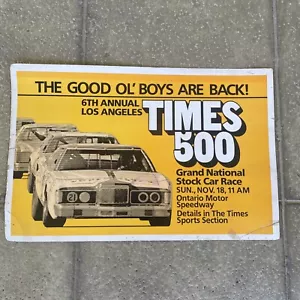 THE GOOD OL' BOYS ARE BACK!
6TH ANNUAL
LOS ANGELES
TIMES
500
Grand National
Stock Car Race
SUN., NOV. 18, 11 AM
Ontario Motor
Speedway
Details in The Times
Sports Section
21